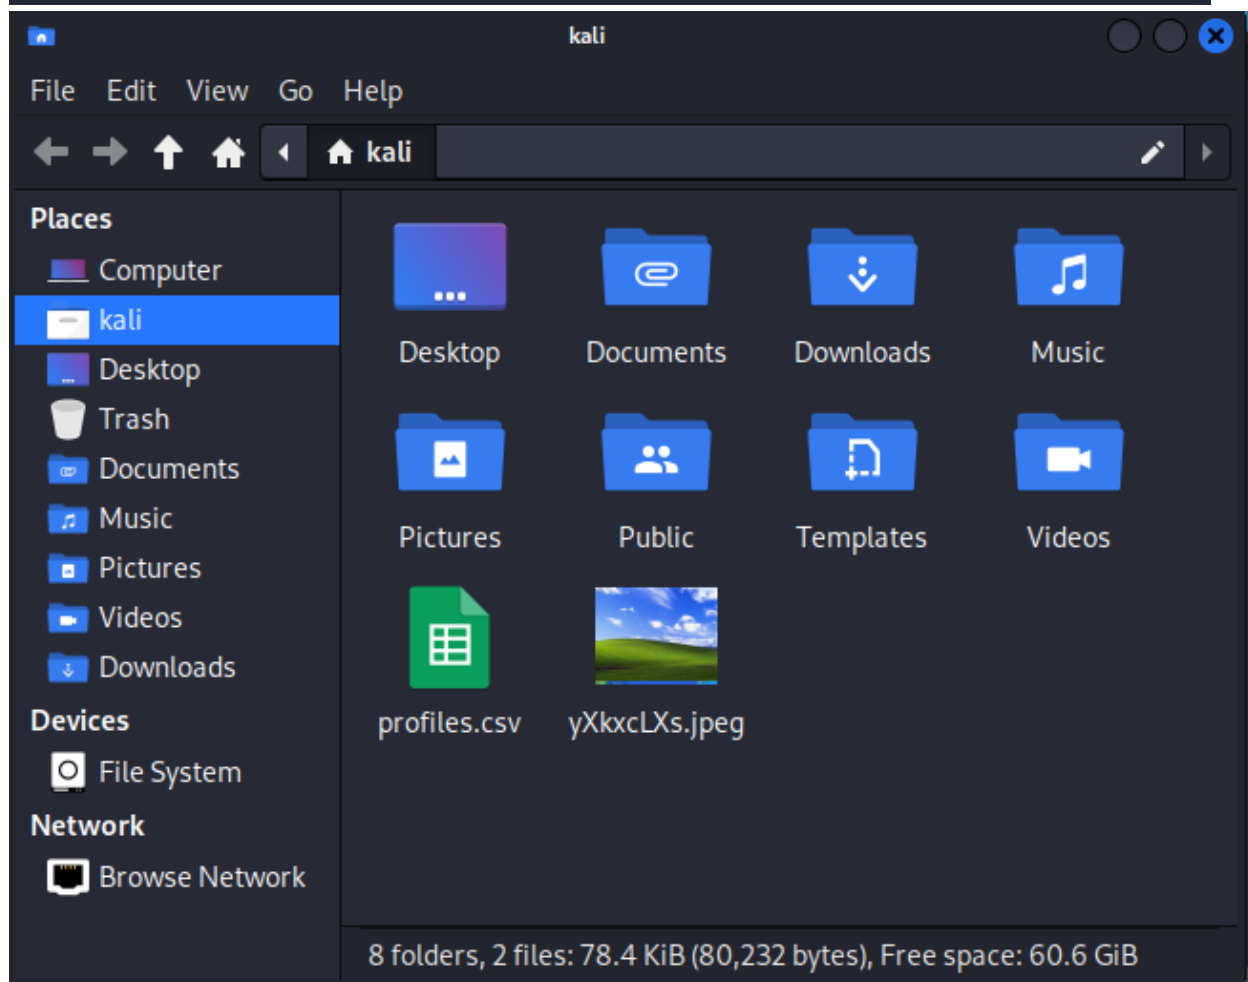 kali
File Edit View Go Help
kali
Places
Computer
kali
Desktop
Trash
Documents
Music
Pictures
Videos
Downloads
Devices
File System
Network
Browse Network
Desktop Documents Downloads Music
Pictures Public Templates Videos
profiles.csv yXkxcLXs.jpeg
8 folders, 2 files: 78.4 KiB (80,232 bytes), Free space: 60.6 GiB